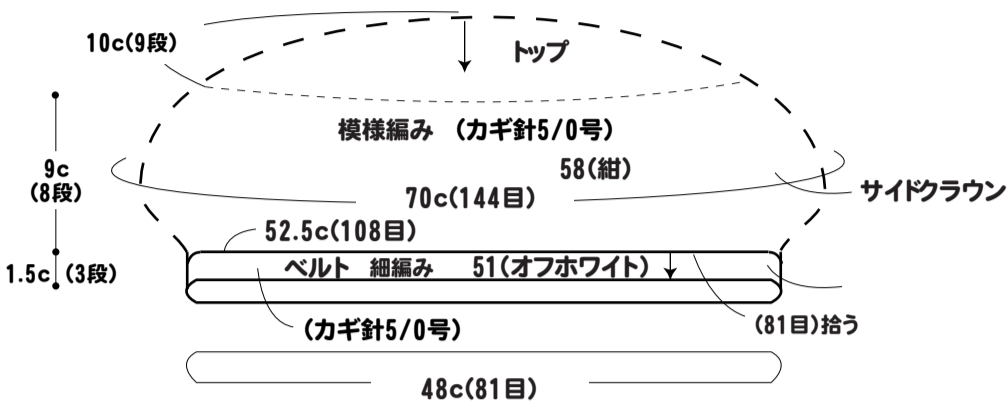 10c(9段)
トップ
模様編み (カギ針5/0号)
58(紺)
9c
(8段)
70c(144目)
サイドクラウン
52.5c(108目)
1.5c (3段)
ベルト 細編み 51(オフホワイト)
(カギ針5/0号)
(81目)拾う
48c(81目)